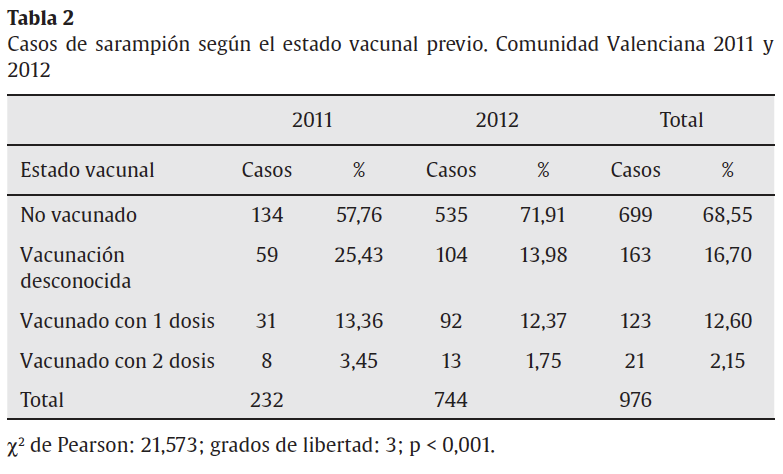 Tabla 2
Casos de sarampión según el estado vacunal previo. Comunidad Valenciana 2011 y
2012
2011 2012 Total
Estado vacunal Casos % Casos % Casos %
No vacunado 134 57,76 535 71,91 699 68,55
Vacunación
desconocida 59 25,43 104 13,98 163 16,70
Vacunado con 1 dosis 31 13,36 92 12,37 123 12,60
Vacunado con 2 dosis 8 3,45 13 1,75 21 2,15
Total 232 744 976
χ² de Pearson: 21,573; grados de libertad: 3; p < 0,001.